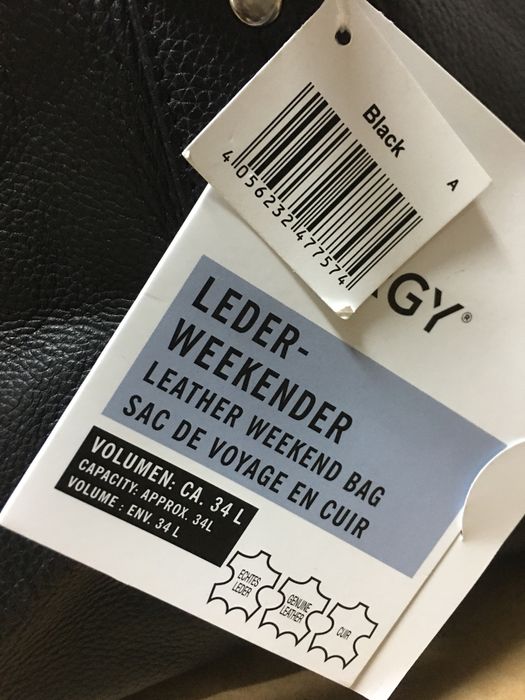 Black
A
4056232477574
GY®
LEDER-
WEEKENDER
LEATHER WEEKEND BAG
SAC DE VOYAGE EN CUIR
VOLUMEN: CA. 34 L
CAPACITY: APPROX. 34L
VOLUME : ENV. 34 L
ECHTES
LEDER
GENUINE
LEATHER
CUIR